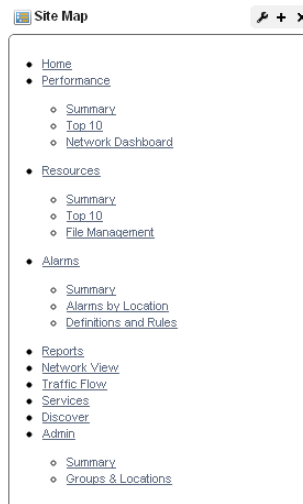 Site Map
Home
Performance
Summary
Top 10
Network Dashboard
Resources
Summary
Top 10
File Management
Alarms
Summary
Alarms by Location
Definitions and Rules
Reports
Network View
Traffic Flow
Services
Discover
Admin
Summary
Groups & Locations